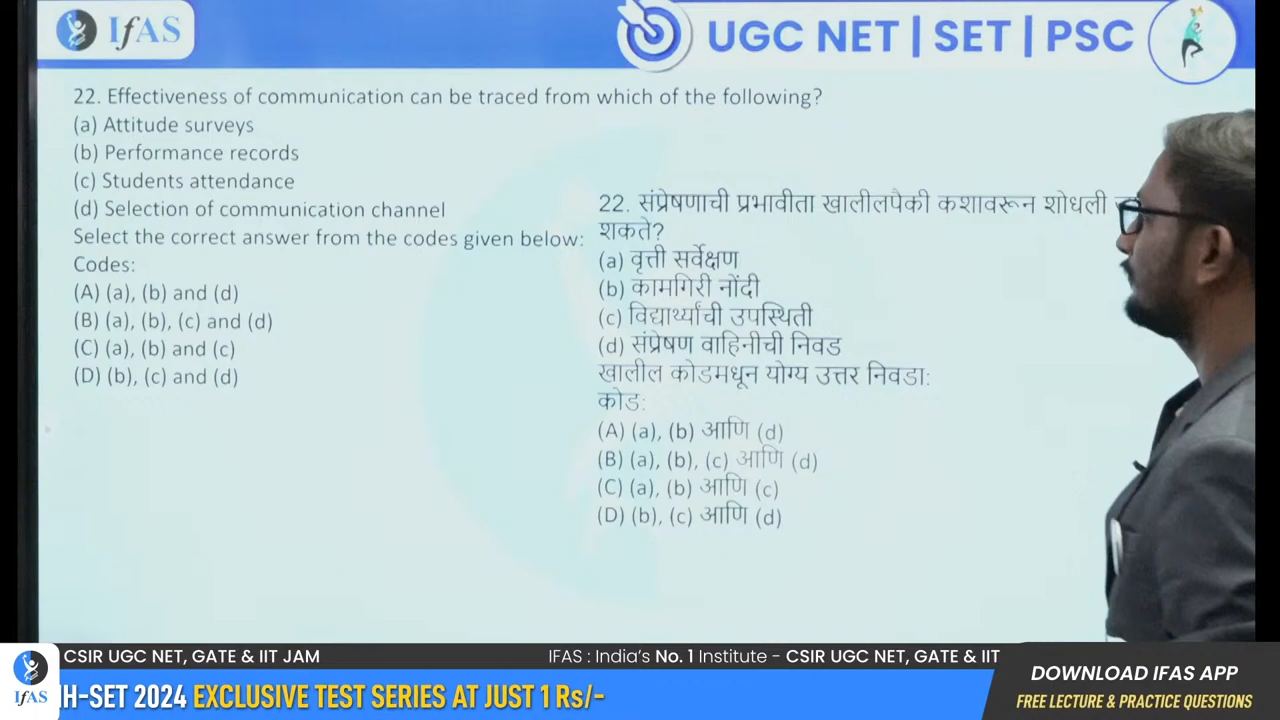 IfAS
UGC NET | SET | PSC
22. Effectiveness of communication can be traced from which of the following?
(a) Attitude surveys
(b) Performance records
(c) Students attendance
(d) Selection of communication channel
Select the correct answer from the codes given below:
Codes:
(A) (a), (b) and (d)
(B) (a), (b), (c) and (d)
(C) (a), (b) and (c)
(D) (b), (c) and (d)
22. संप्रेषणाची प्रभावीता खालीलपैकी कशावरून शोधली
शकते?
(a) वृत्ती सर्वेक्षण
(b) कामगिरी नोंदी
(c) विद्यार्थ्यांची उपस्थिती
(d) संप्रेषण वाहिनीची निवड
खालील कोडमधून योग्य उत्तर निवडा:
कोड:
(A) (a), (b) आणि (d)
(B) (a), (b), (c) आणि (d)
(C) (a), (b) आणि (c)
(D) (b), (c) आणि (d)
CSIR UGC NET, GATE & IIT JAM
IFAS : India's No. 1 Institute - CSIR UGC NET, GATE & IIT
DOWNLOAD IFAS APP
FREE LECTURE & PRACTICE QUESTIONS
IfAS
IH-SET 2024 EXCLUSIVE TEST SERIES AT JUST 1 Rs/-